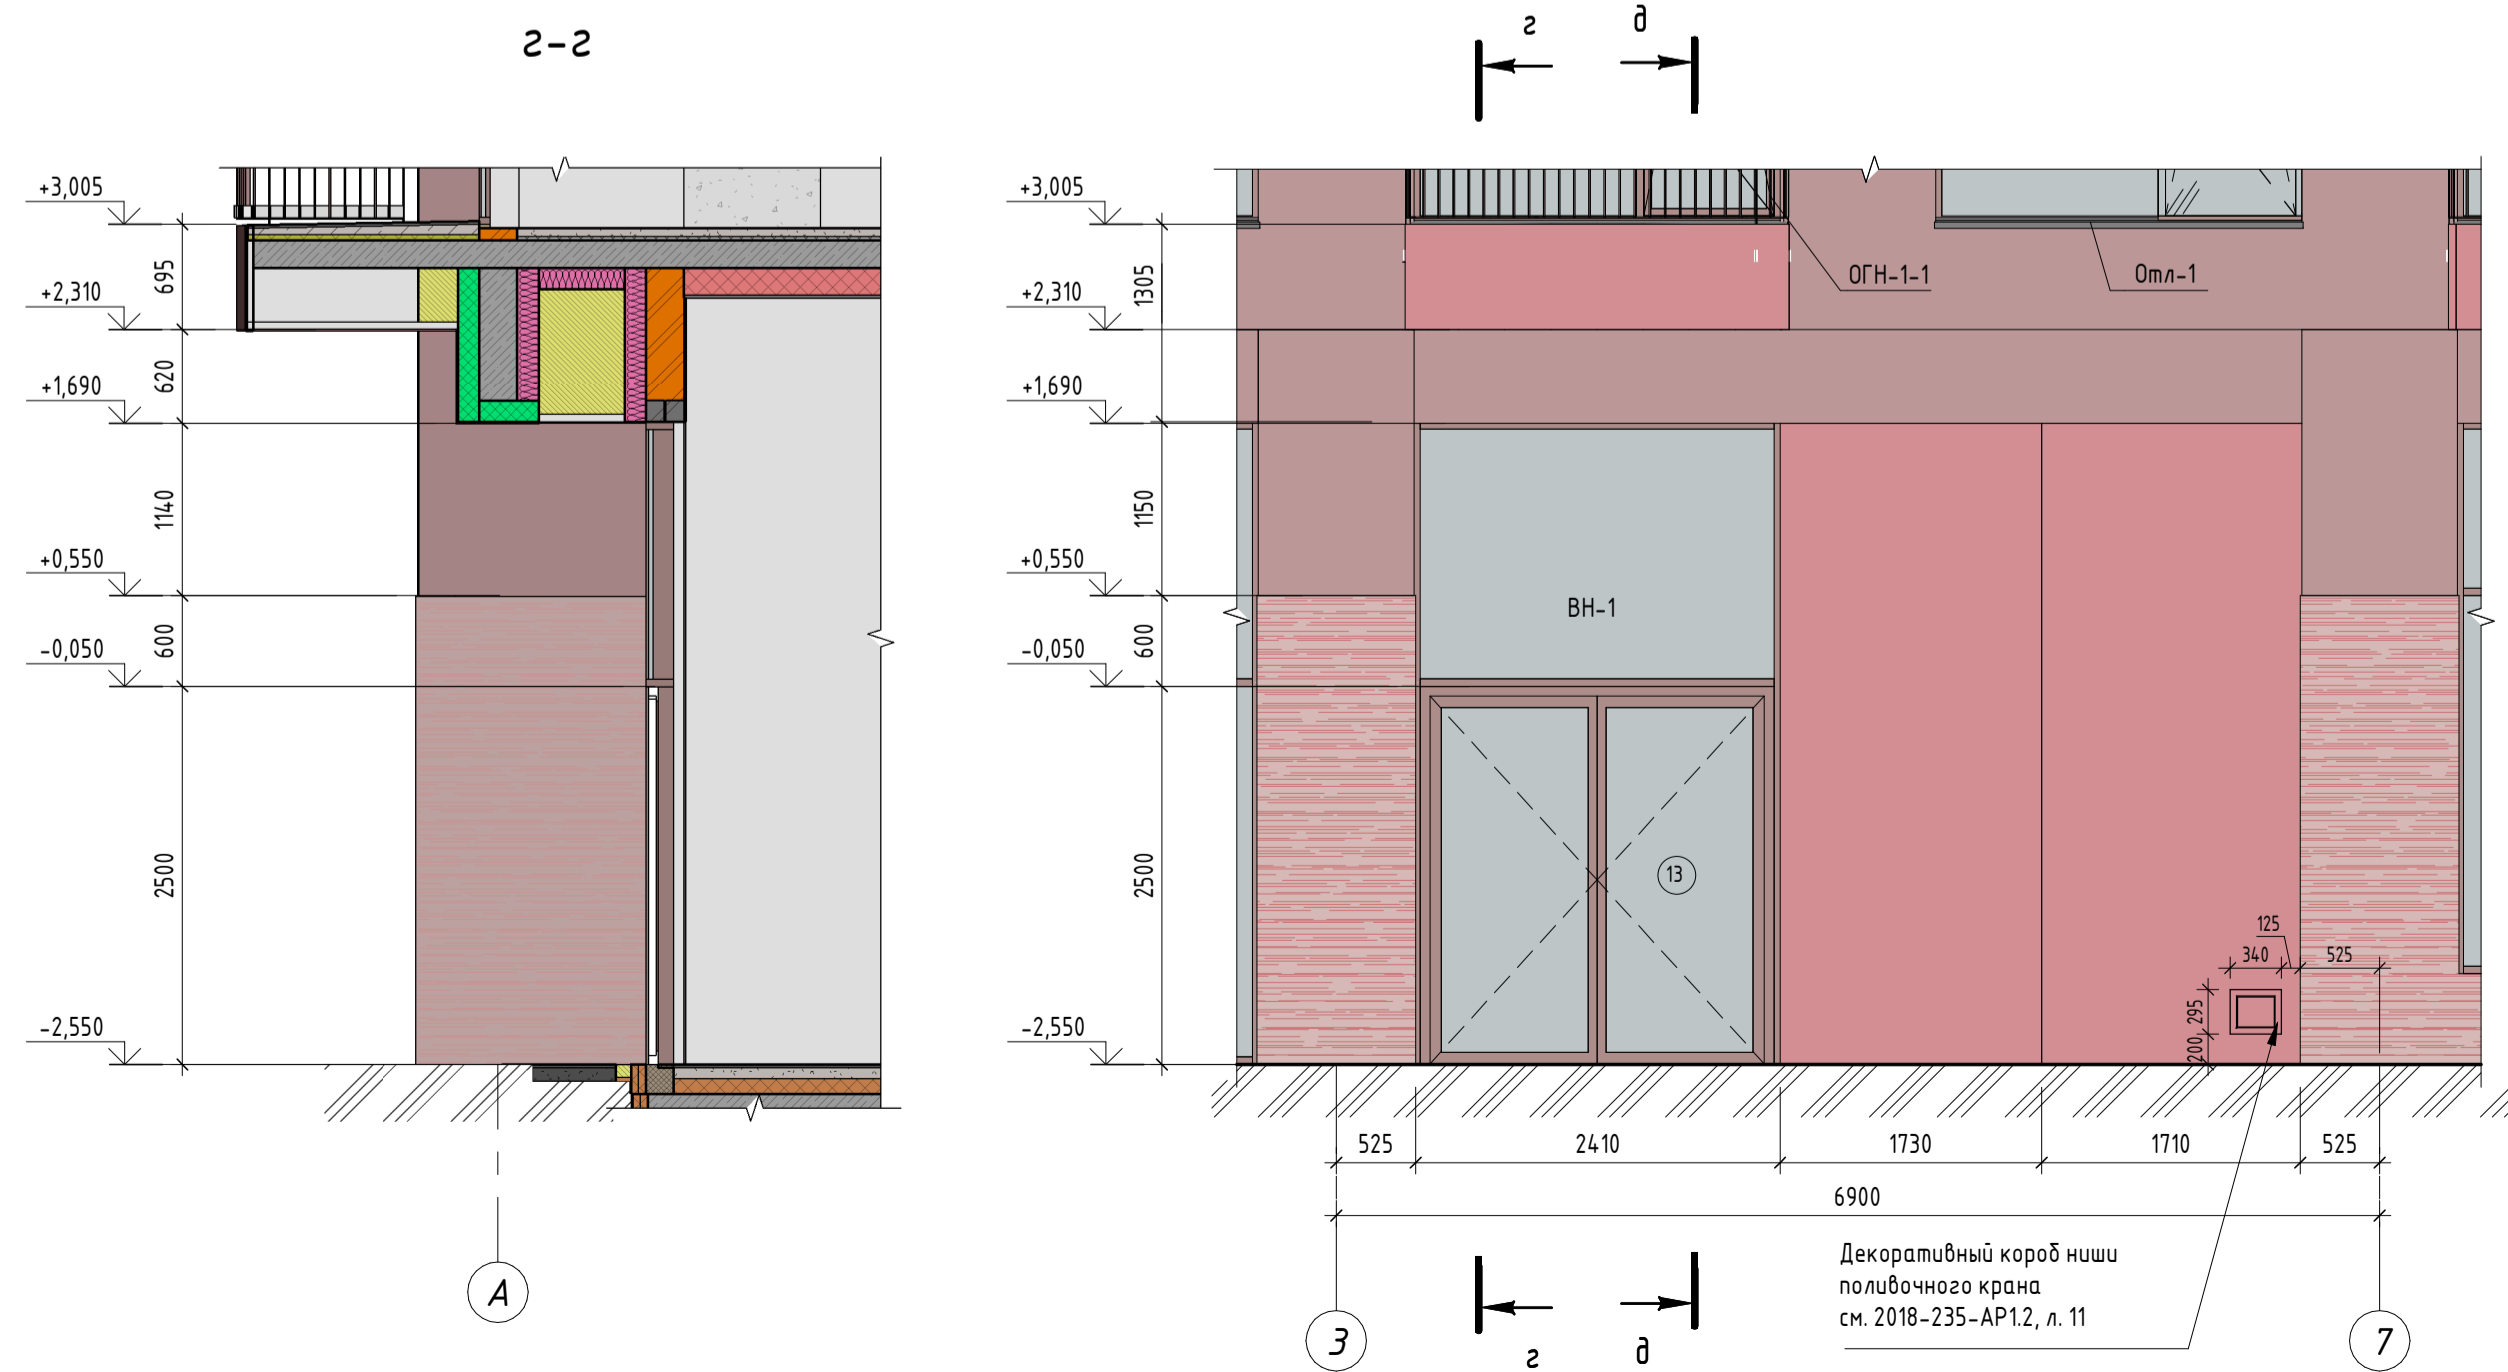 г-г
+3,005
695
+2,310
620
+1,690
1140
+0,550
600
-0,050
2500
-2,550
А
г д
+3,005
1305
+2,310
+1,690
1150
+0,550
600
-0,050
2500
-2,550
ОГН-1-1
Отл-1
ВН-1
13
125
340 525
295
200
525 2410 1730 1710 525
6900
Декоративный короб ниши
поливочного крана
см. 2018-235-АР1.2, л. 11
г д
3 7